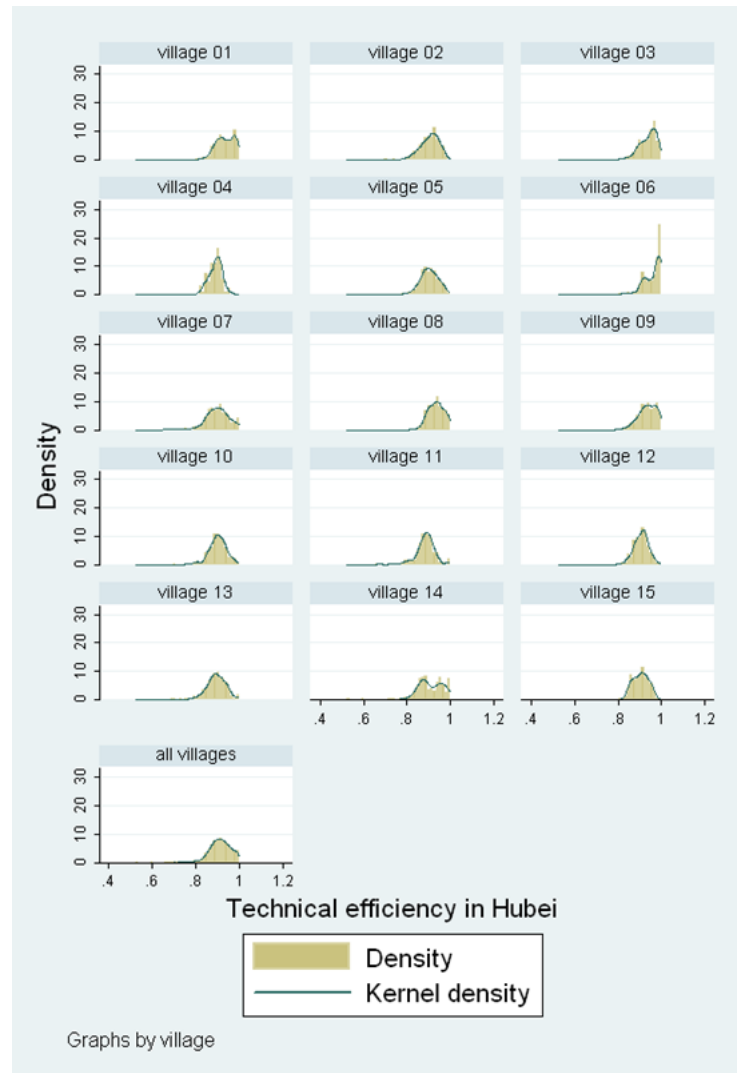 village 01 village 02 village 03
30
20
10
0
village 04 village 05 village 06
30
20
10
0
village 07 village 08 village 09
30
20
10
0
village 10 village 11 village 12
30
20
10
0
village 13 village 14 village 15
30
20
10
0
.4 .6 .8 1 1.2 .4 .6 .8 1 1.2
all villages
30
20
10
0
.4 .6 .8 1 1.2
Density
Technical efficiency in Hubei
Density
Kernel density
Graphs by village